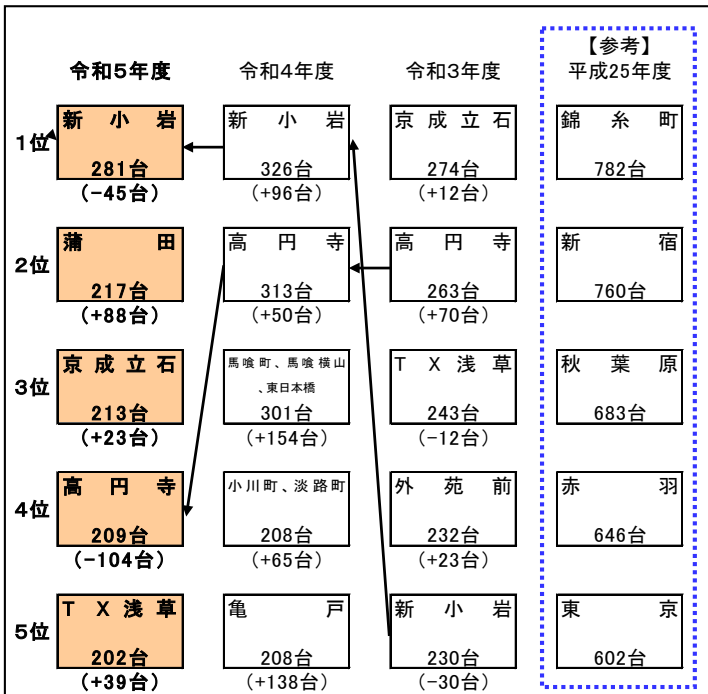 【参考】
令和5年度 令和4年度 令和3年度 平成25年度
1位 新小岩 新小岩 京成立石 錦糸町
281台 326台 274台 782台
(-45台) (+96台) (+12台)
2位 蒲田 高円寺 高円寺 新宿
217台 313台 263台 760台
(+88台) (+50台) (+70台)
3位 京成立石 馬喰町、馬喰横山 TX浅草 秋葉原
、東日本橋
213台 301台 243台 683台
(+23台) (+154台) (-12台)
4位 高円寺 小川町、淡路町 外苑前 赤羽
209台 208台 232台 646台
(-104台) (+65台) (+23台)
5位 TX浅草 亀戸 新小岩 東京
202台 208台 230台 602台
(+39台) (+138台) (-30台)